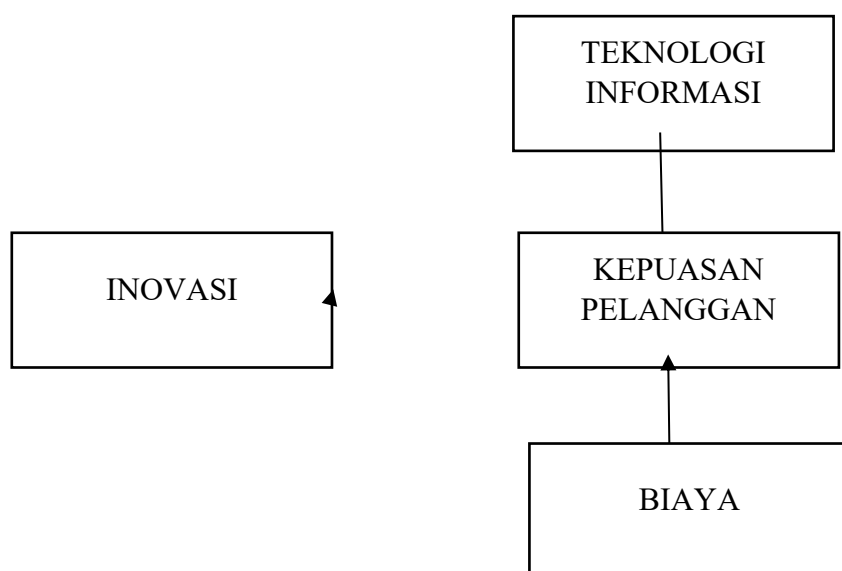 TEKNOLOGI
INFORMASI
INOVASI
KEPUASAN
PELANGGAN
BIAYA